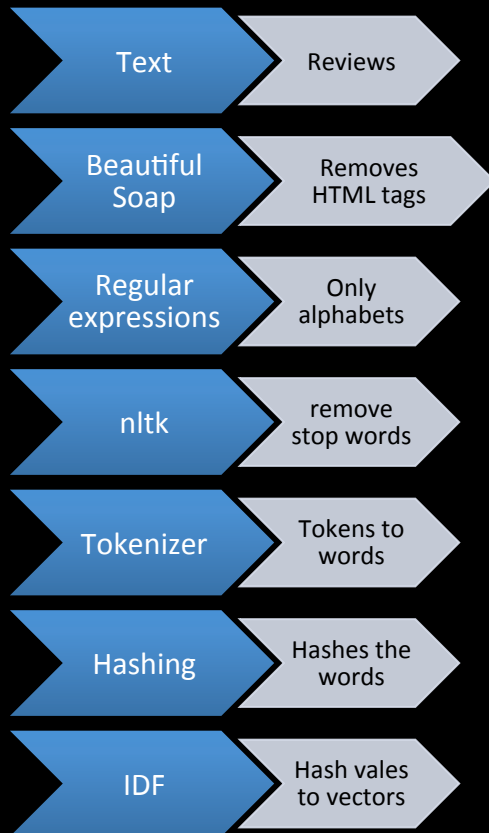 Text
Reviews
Beautiful
Soap
Removes
HTML tags
Regular
expressions
Only
alphabets
nltk
remove
stop words
Tokenizer
Tokens to
words
Hashing
Hashes the
words
IDF
Hash vales
to vectors